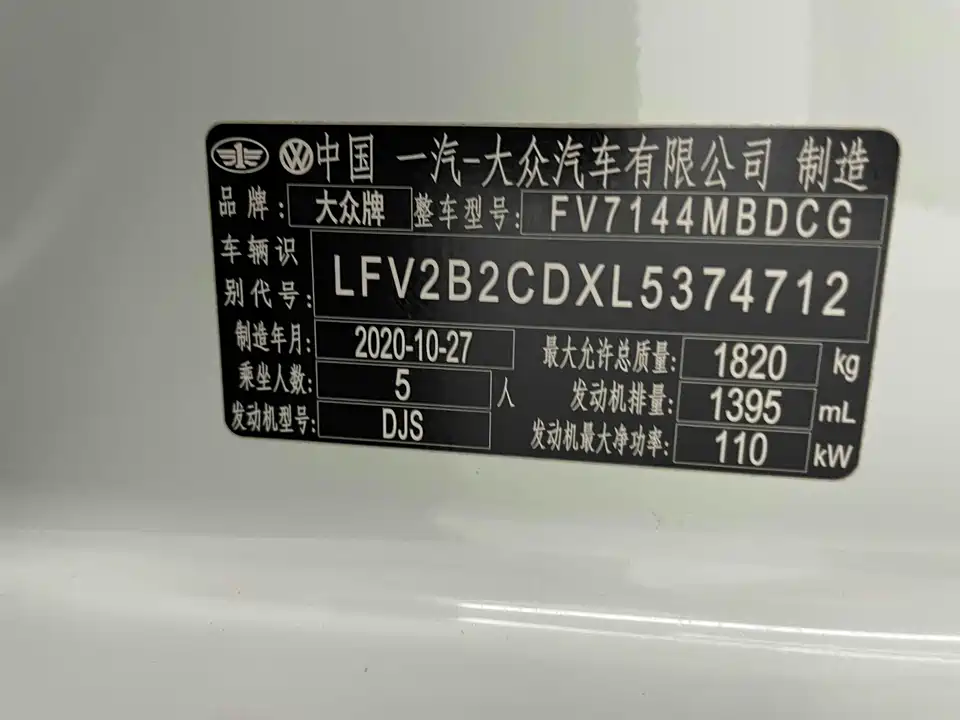 中国 一汽-大众汽车有限公司 制造
品牌: 大众牌 整车型号: FV7144MBDCG
车辆识别代号: LFV2B2CDXL5374712
制造年月: 2020-10-27 最大允许总质量: 1820 kg
乘坐人数: 5 人 发动机排量: 1395 mL
发动机型号: DJS 发动机最大净功率: 110 kW